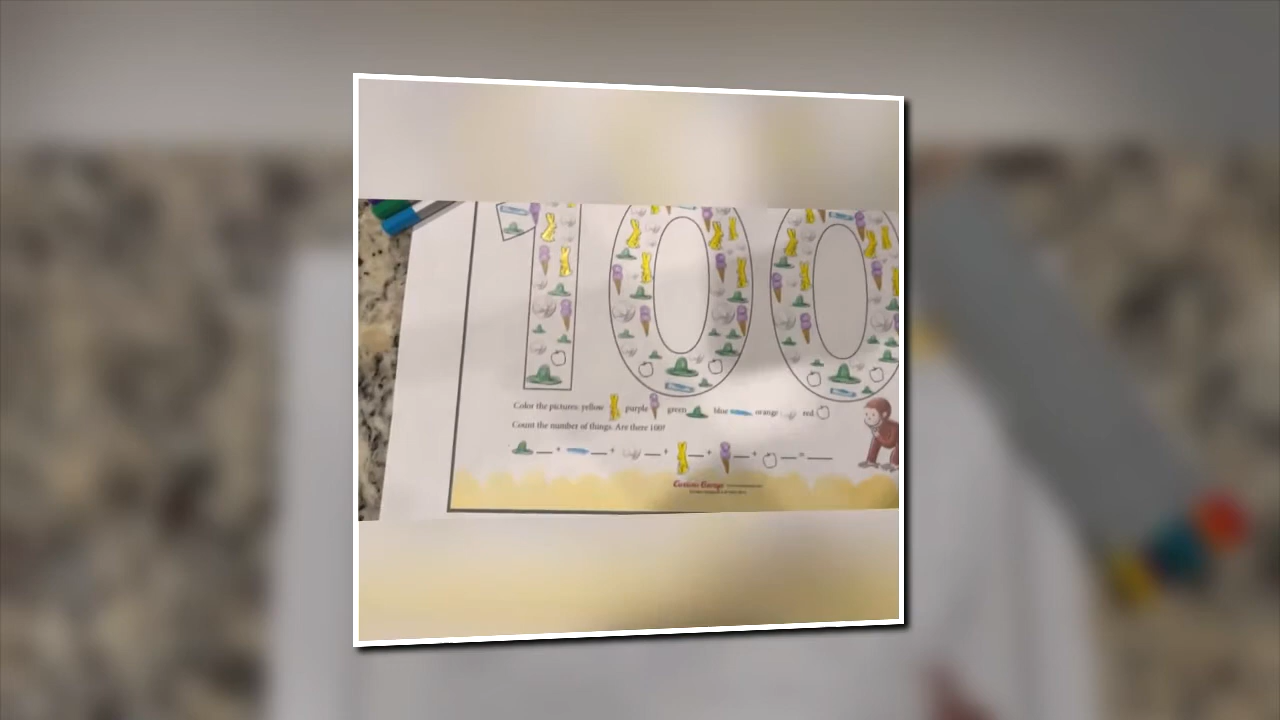 Color the pictures: yellow purple green blue orange red
Count the number of things. Are there 100?
+ + + + + =
Curious George